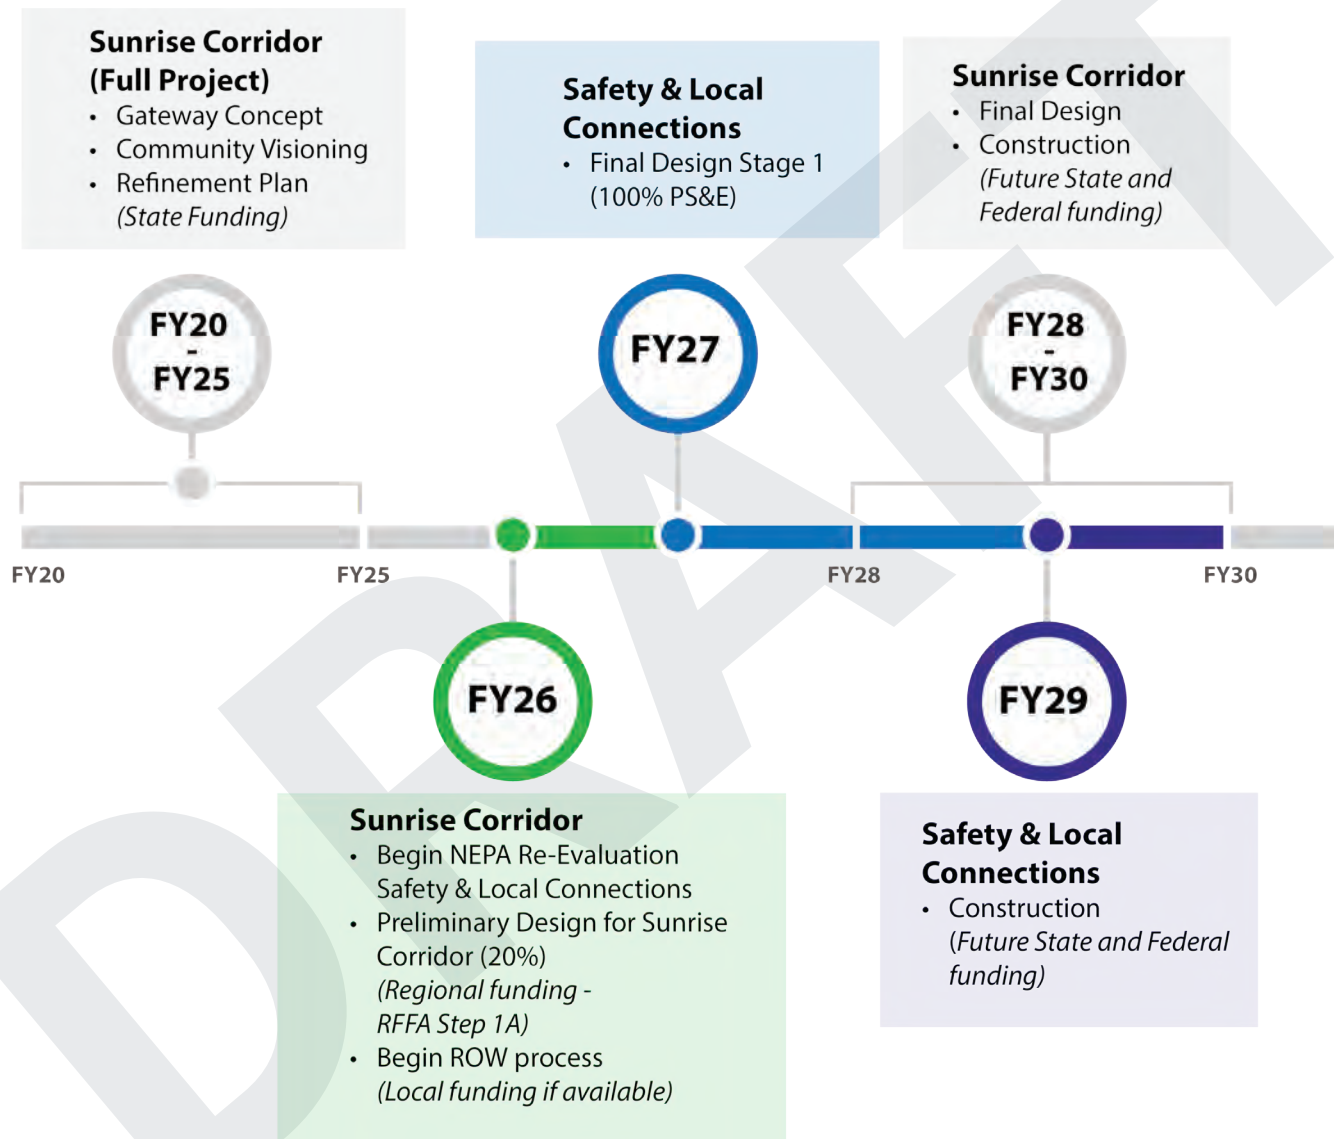 Sunrise Corridor
(Full Project)
• Gateway Concept
• Community Visioning
• Refinement Plan
(State Funding)
Safety & Local
Connections
• Final Design Stage 1
(100% PS&E)
Sunrise Corridor
• Final Design
• Construction
(Future State and
Federal funding)
FY20
-
FY25
FY27
FY28
-
FY30
FY20
FY25
FY28
FY30
FY26
FY29
Sunrise Corridor
• Begin NEPA Re-Evaluation
Safety & Local Connections
• Preliminary Design for Sunrise
Corridor (20%)
(Regional funding -
RFFA Step 1A)
• Begin ROW process
(Local funding if available)
Safety & Local
Connections
• Construction
(Future State and Federal
funding)
DRAFT